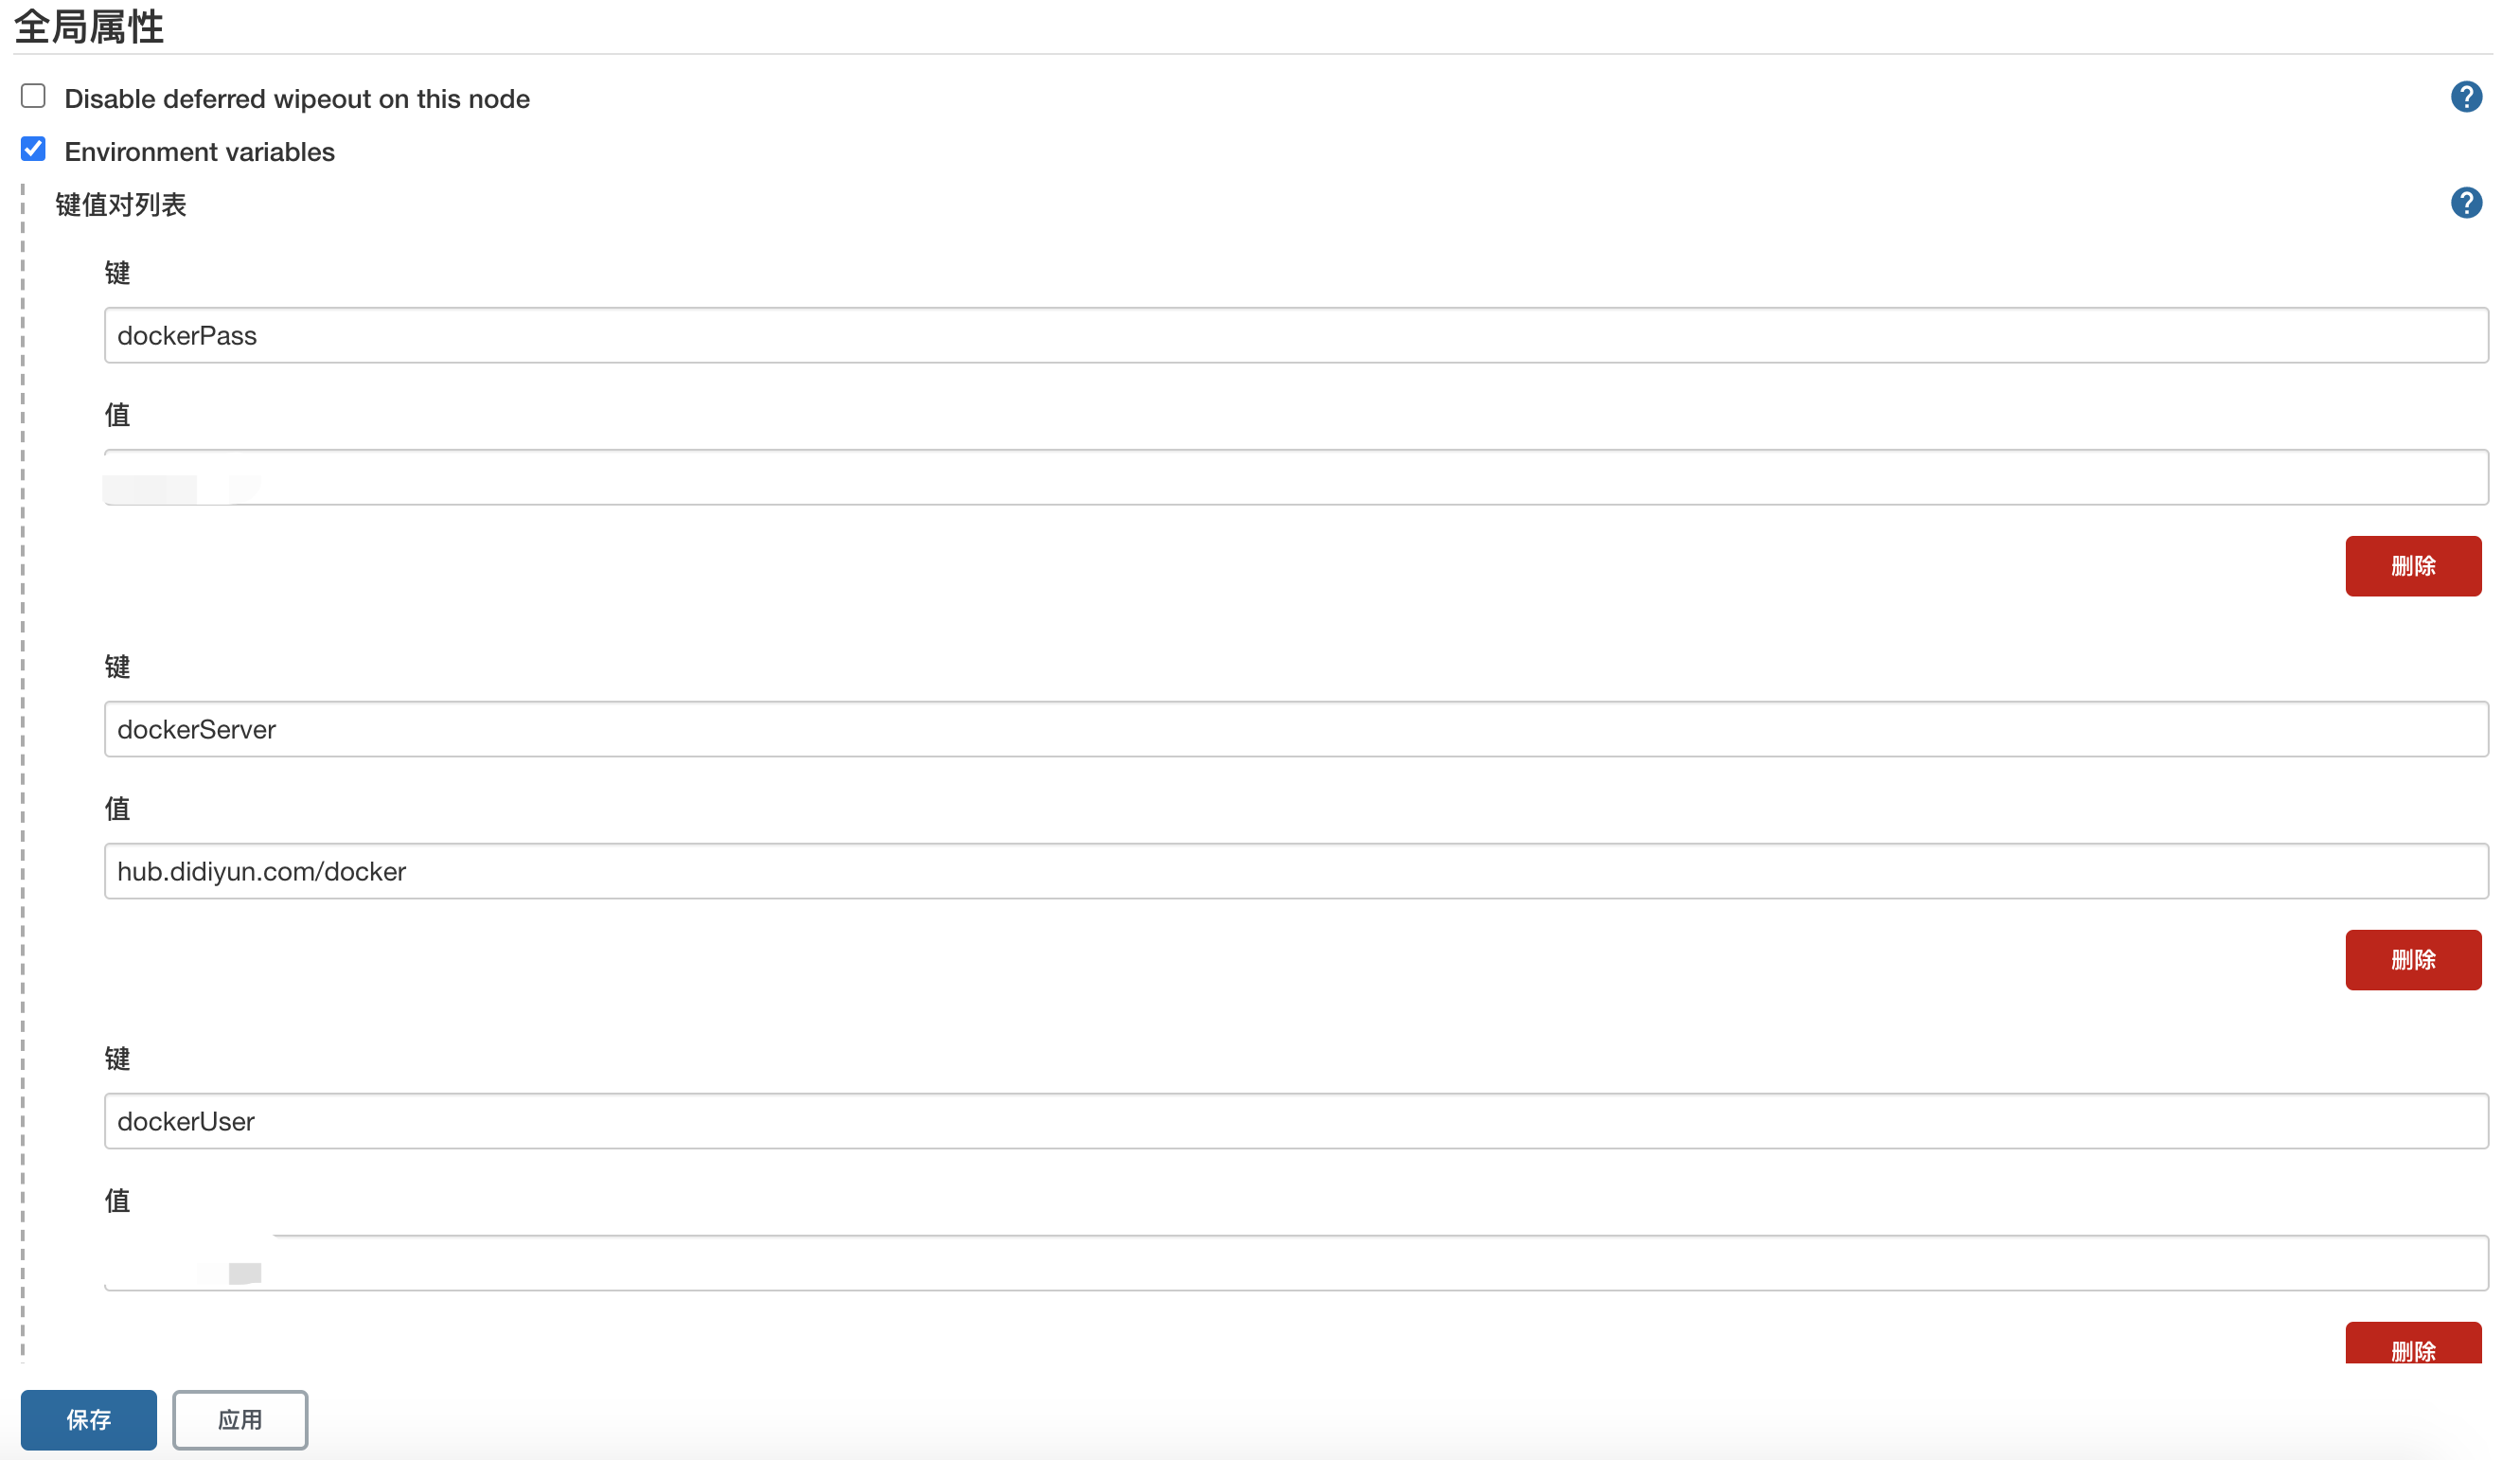 全局属性
Disable deferred wipeout on this node
?
Environment variables
键值对列表
?
键
dockerPass
值
删除
键
dockerServer
值
hub.didiyun.com/docker
删除
键
dockerUser
值
删除
保存
应用